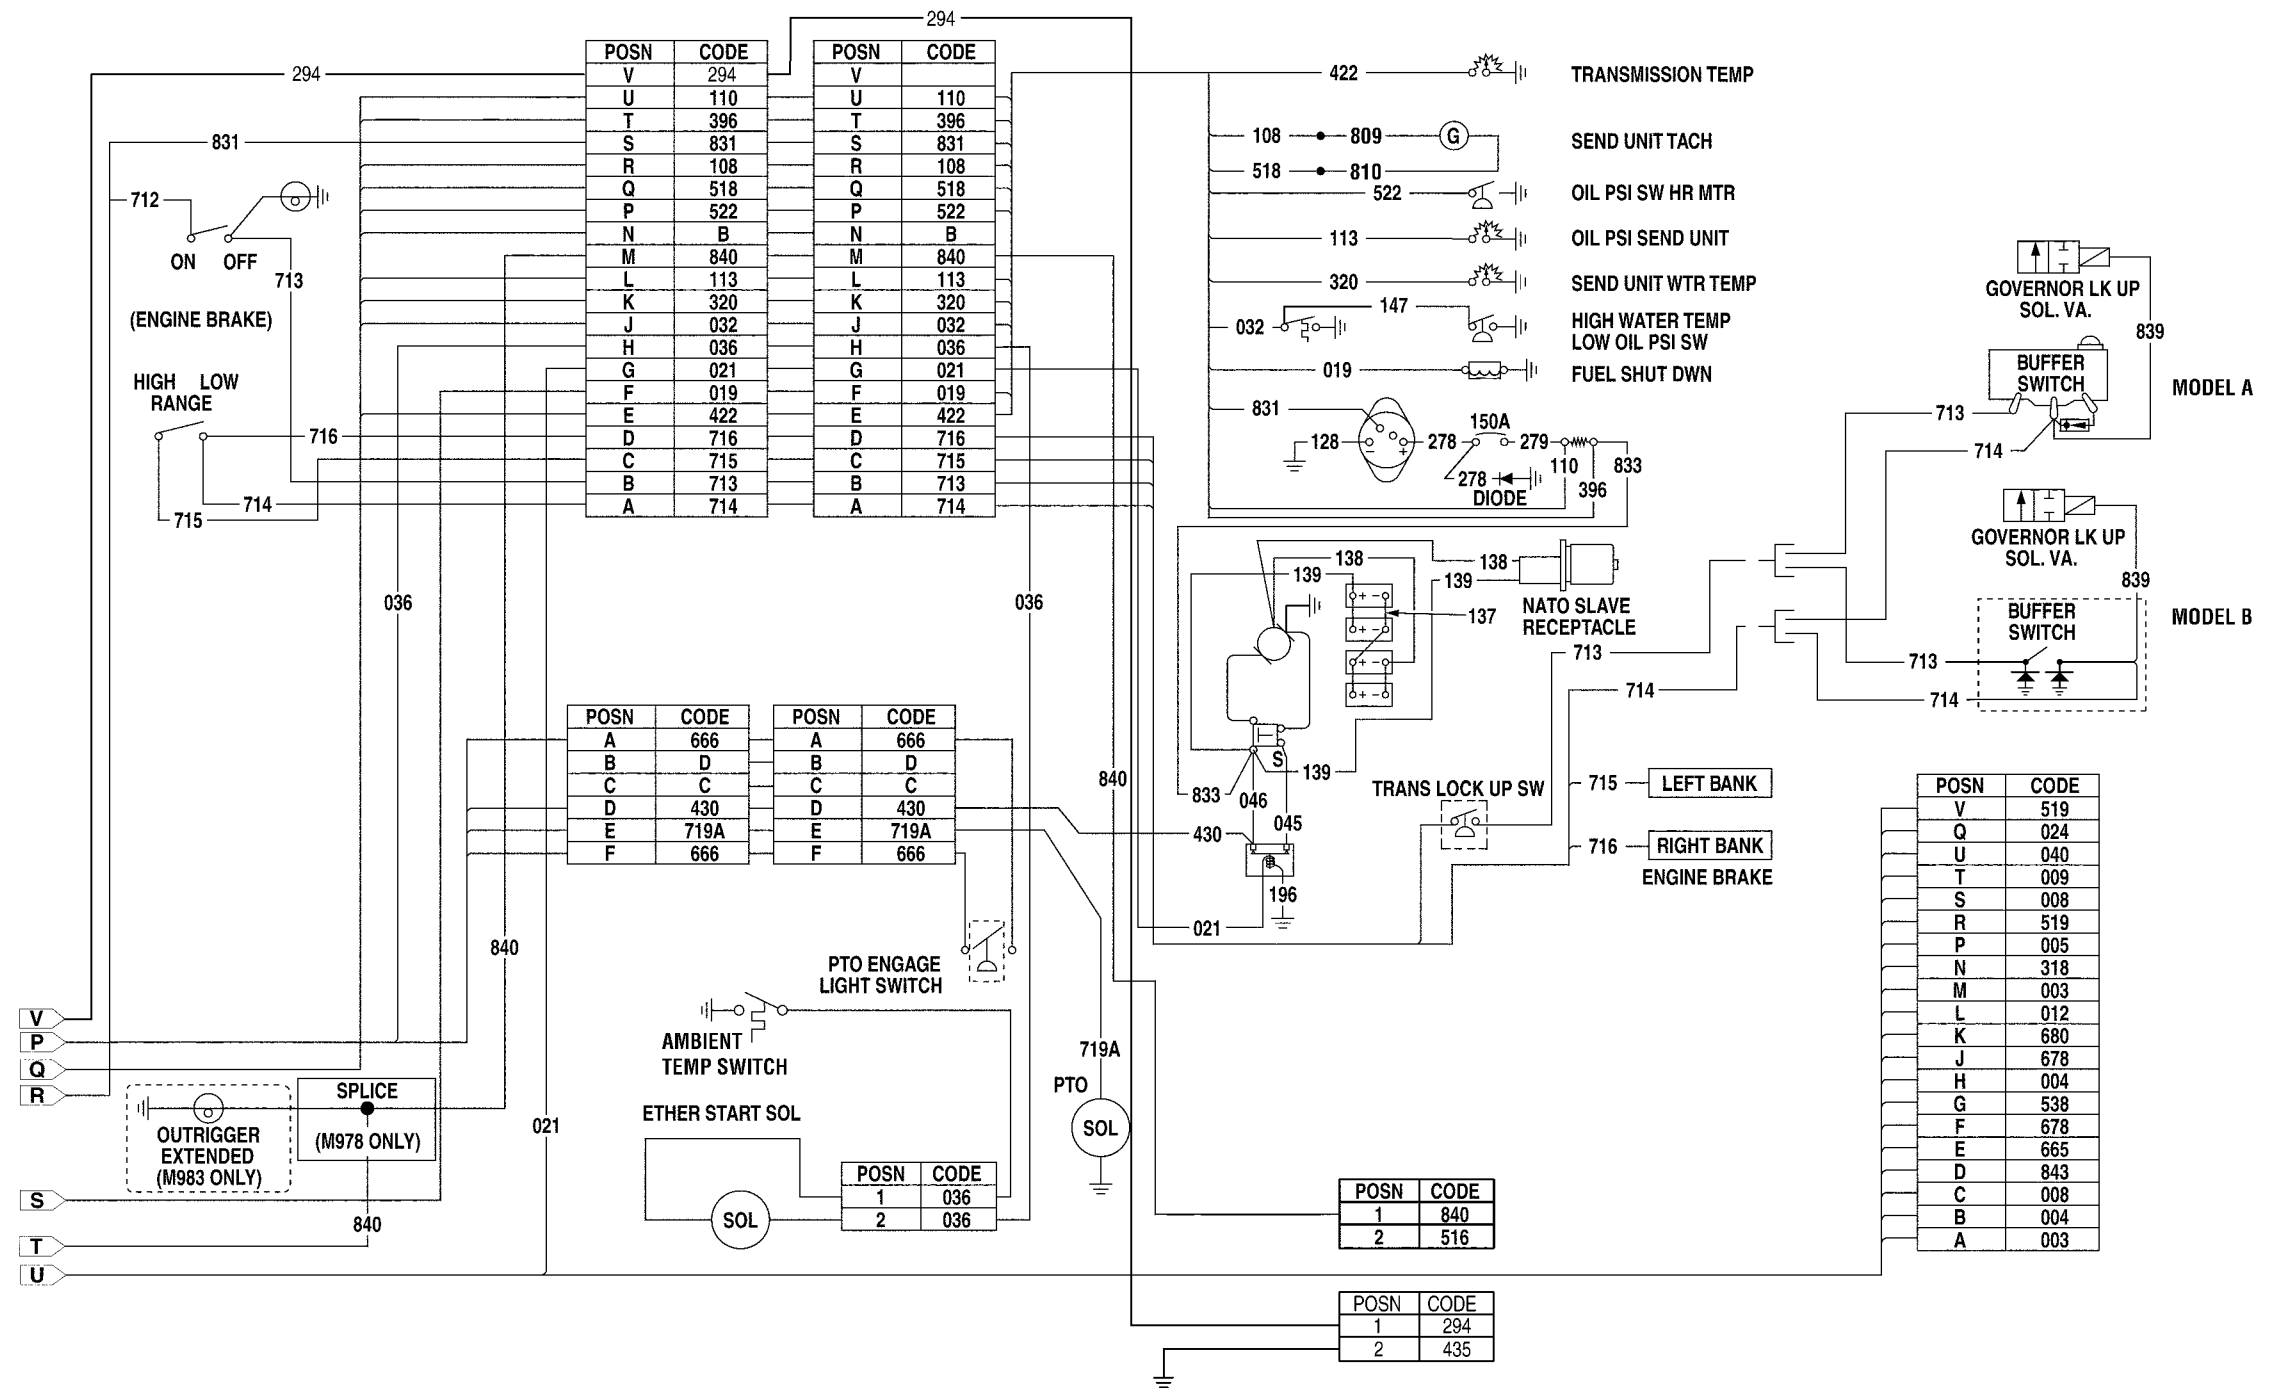 294
294
POSN CODE
V 294
U 110
T 396
S 831
R 108
Q 518
P 522
N B
M 840
L 113
K 320
J 032
H 036
G 021
F 019
E 422
D 716
C 715
B 713
A 714
POSN CODE
V
U 110
T 396
S 831
R 108
Q 518
P 522
N B
M 840
L 113
K 320
J 032
H 036
G 021
F 019
E 422
D 716
C 715
B 713
A 714
831
712
ON OFF
713
(ENGINE BRAKE)
HIGH LOW
RANGE
716
714
715
036
036
422
TRANSMISSION TEMP
108 809 G
SEND UNIT TACH
518 810
522
OIL PSI SW HR MTR
113
OIL PSI SEND UNIT
320
SEND UNIT WTR TEMP
147
032
HIGH WATER TEMP
LOW OIL PSI SW
019
FUEL SHUT DWN
831
150A
128 - + 278 279
110 833
278
396
DIODE
138
138
139
139
+ -
+ -
+ -
+ -
137
NATO SLAVE
RECEPTACLE
S
139
833
046
045
430
196
021
GOVERNOR LK UP
SOL. VA.
839
BUFFER
SWITCH
MODEL A
713
714
GOVERNOR LK UP
SOL. VA.
839
BUFFER
SWITCH
MODEL B
713
714
713
714
TRANS LOCK UP SW
715 LEFT BANK
716 RIGHT BANK
ENGINE BRAKE
POSN CODE
A 666
B D
C C
D 430
E 719A
F 666
POSN CODE
A 666
B D
C C
D 430
E 719A
F 666
840
840
PTO ENGAGE
LIGHT SWITCH
AMBIENT
TEMP SWITCH
ETHER START SOL
SOL
POSN CODE
1 036
2 036
719A
PTO
SOL
V
P
Q
R
S
T
U
SPLICE
(M978 ONLY)
OUTRIGGER
EXTENDED
(M983 ONLY)
840
021
POSN CODE
1 840
2 516
POSN CODE
1 294
2 435
POSN CODE
V 519
Q 024
U 040
T 009
S 008
R 519
P 005
N 318
M 003
L 012
K 680
J 678
H 004
G 538
F 678
E 665
D 843
C 008
B 004
A 003